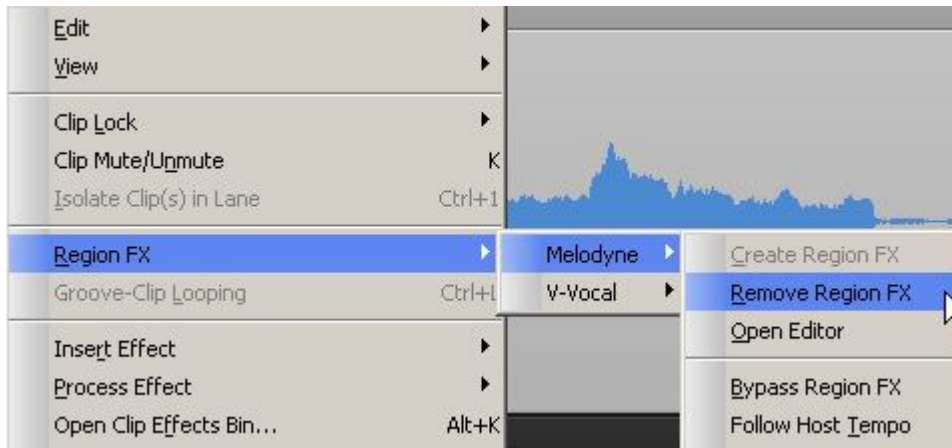 Edit
View
Clip Lock
Clip Mute/Unmute K
Isolate Clip(s) in Lane Ctrl+1
Region FX
Groove-Clip Looping Ctrl+L
Insert Effect
Process Effect
Open Clip Effects Bin... Alt+K
Melodyne
V-Vocal
Create Region FX
Remove Region FX
Open Editor
Bypass Region FX
Follow Host Tempo